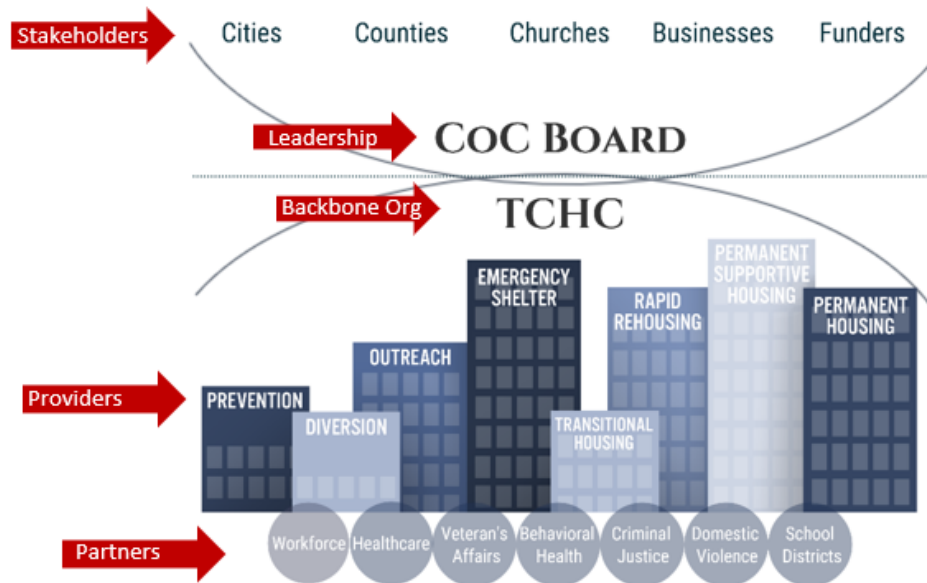 Stakeholders
Cities Counties Churches Businesses Funders
Leadership
CoC Board
Backbone Org
TCHC
Providers
PREVENTION
DIVERSION
OUTREACH
EMERGENCY
SHELTER
TRANSITIONAL
HOUSING
RAPID
REHOUSING
PERMANENT
SUPPORTIVE
HOUSING
PERMANENT
HOUSING
Partners
Workforce
Healthcare
Veteran's
Affairs
Behavioral
Health
Criminal
Justice
Domestic
Violence
School
Districts